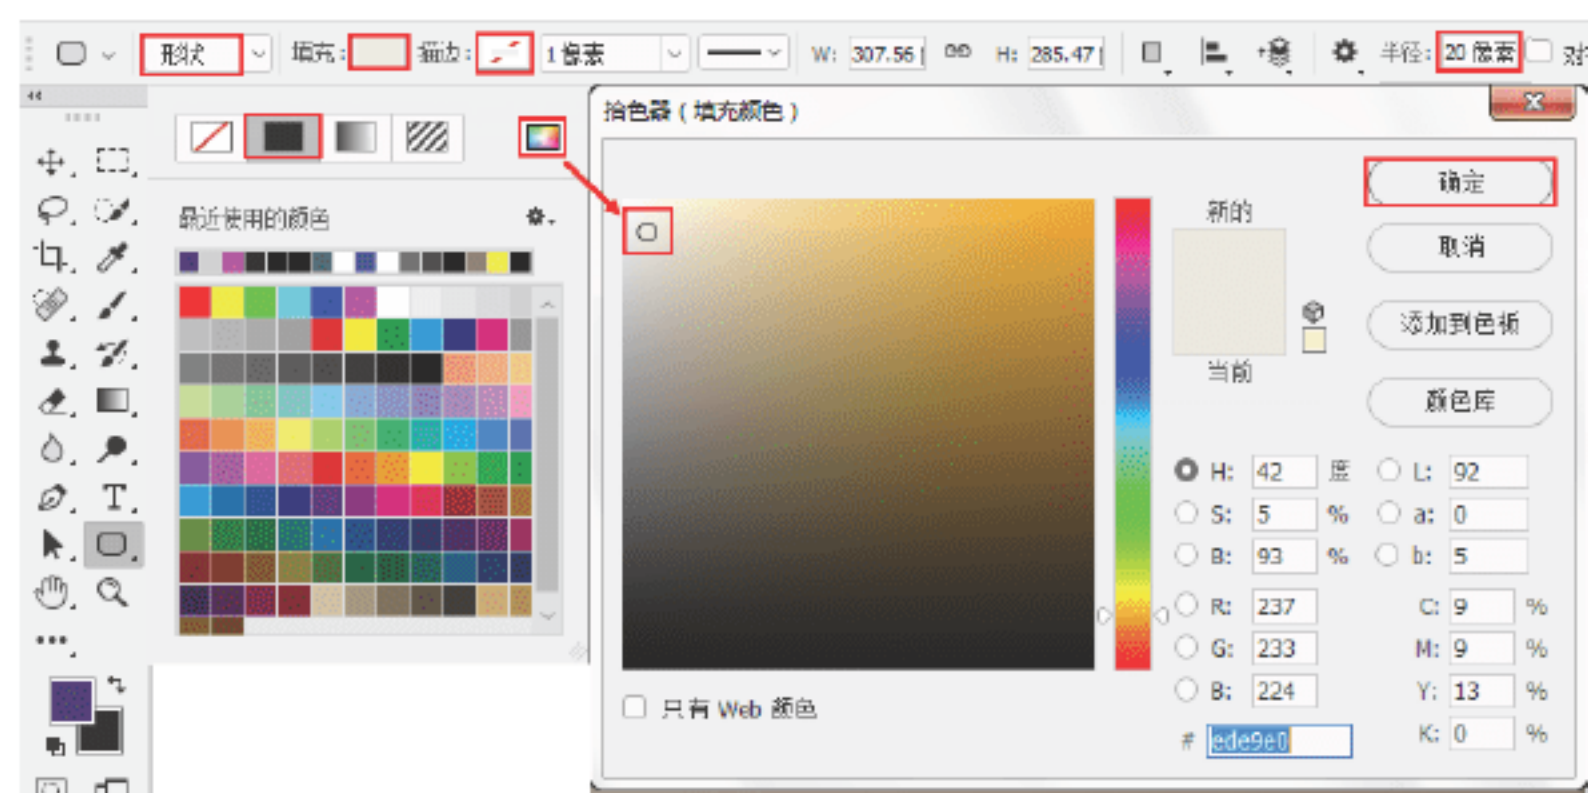 形状 填充: 描边: 1 像素 W: 307.56 H: 285.47 半径: 20 像素
拾色器 ( 填充颜色 )
确定
最近使用的颜色
新的
取消
添加到色板
当前
颜色库
H: 42 度 L: 92
S: 5 % a: 0
B: 93 % b: 5
R: 237 C: 9 %
G: 233 M: 9 %
B: 224 Y: 13 %
只有 Web 颜色
# ede9e0 K: 0 %